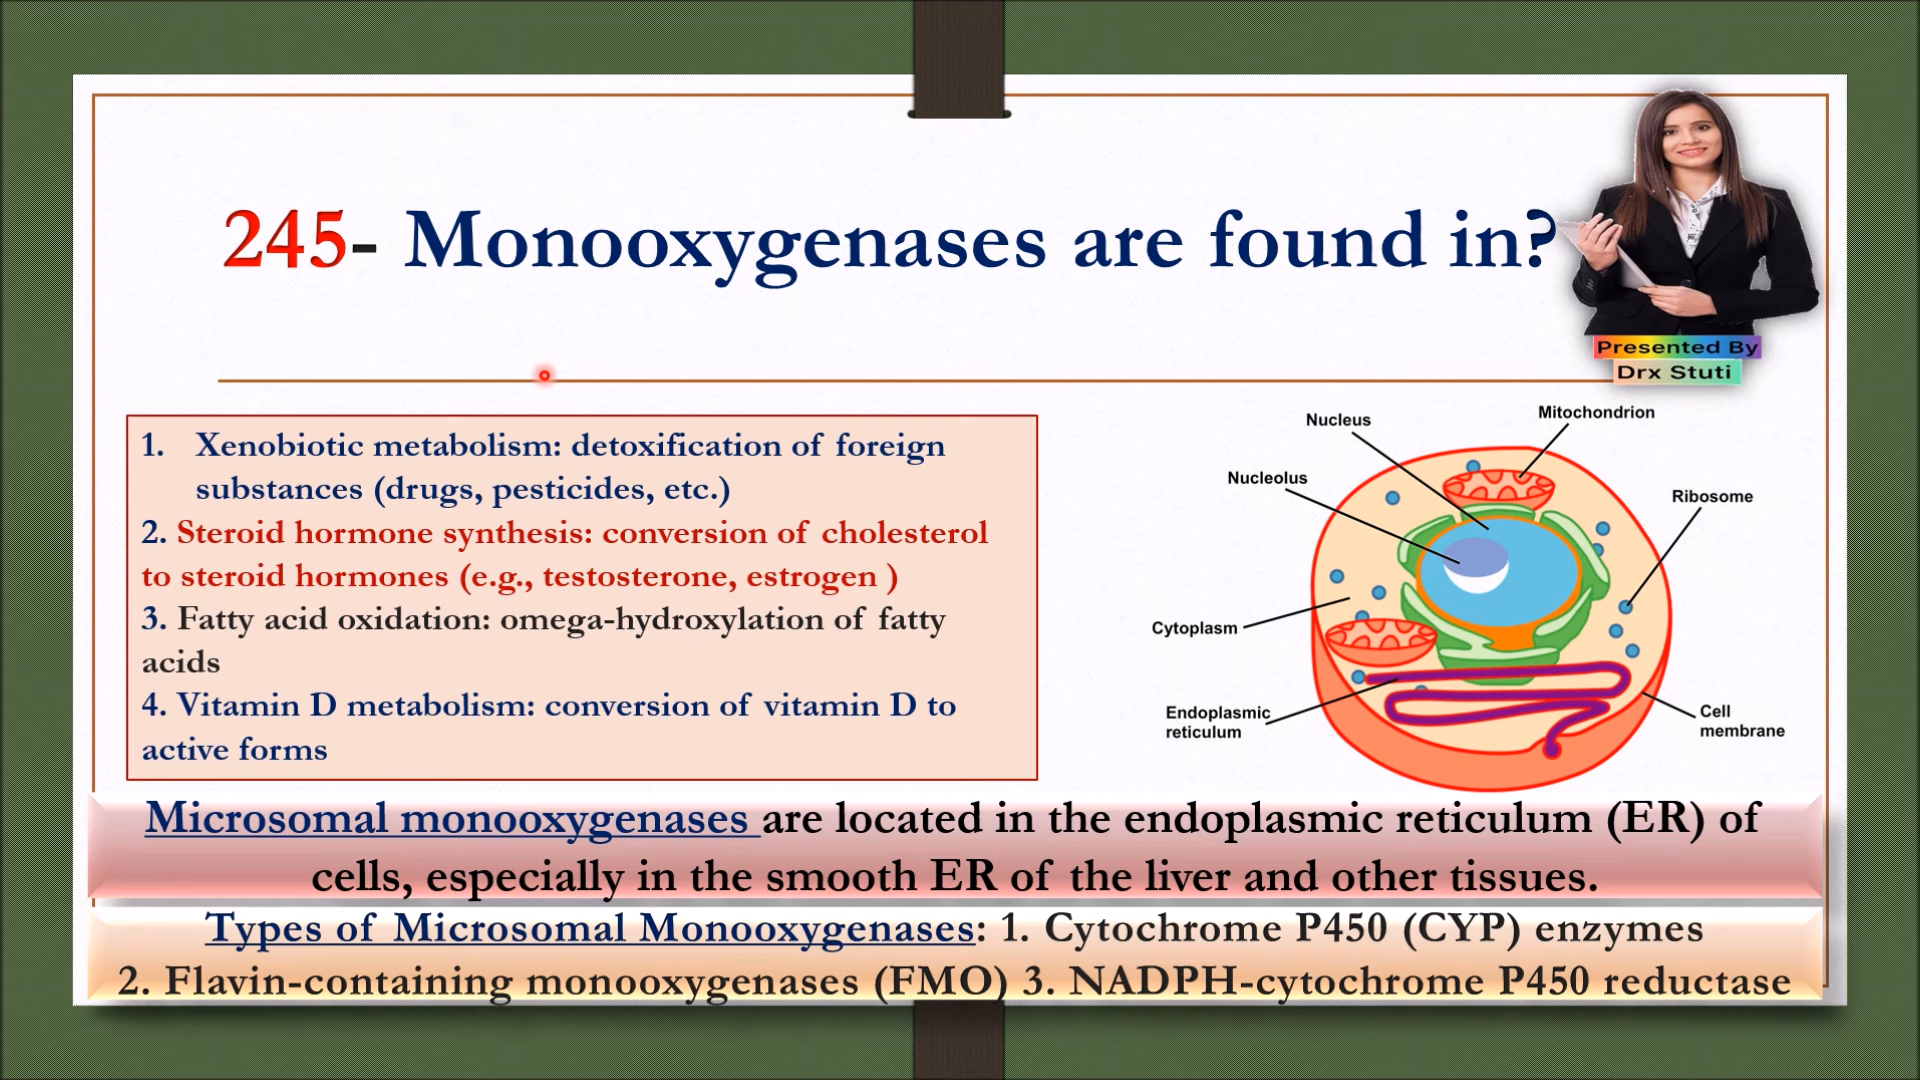 245- Monooxygenases are found in?
Presented By
Drx Stuti
1. Xenobiotic metabolism: detoxification of foreign
substances (drugs, pesticides, etc.)
2. Steroid hormone synthesis: conversion of cholesterol
to steroid hormones (e.g., testosterone, estrogen )
3. Fatty acid oxidation: omega-hydroxylation of fatty
acids
4. Vitamin D metabolism: conversion of vitamin D to
active forms
Nucleus
Mitochondrion
Nucleolus
Ribosome
Cytoplasm
Endoplasmic
reticulum
Cell
membrane
Microsomal monooxygenases are located in the endoplasmic reticulum (ER) of
cells, especially in the smooth ER of the liver and other tissues.
Types of Microsomal Monooxygenases: 1. Cytochrome P450 (CYP) enzymes
2. Flavin-containing monooxygenases (FMO) 3. NADPH-cytochrome P450 reductase